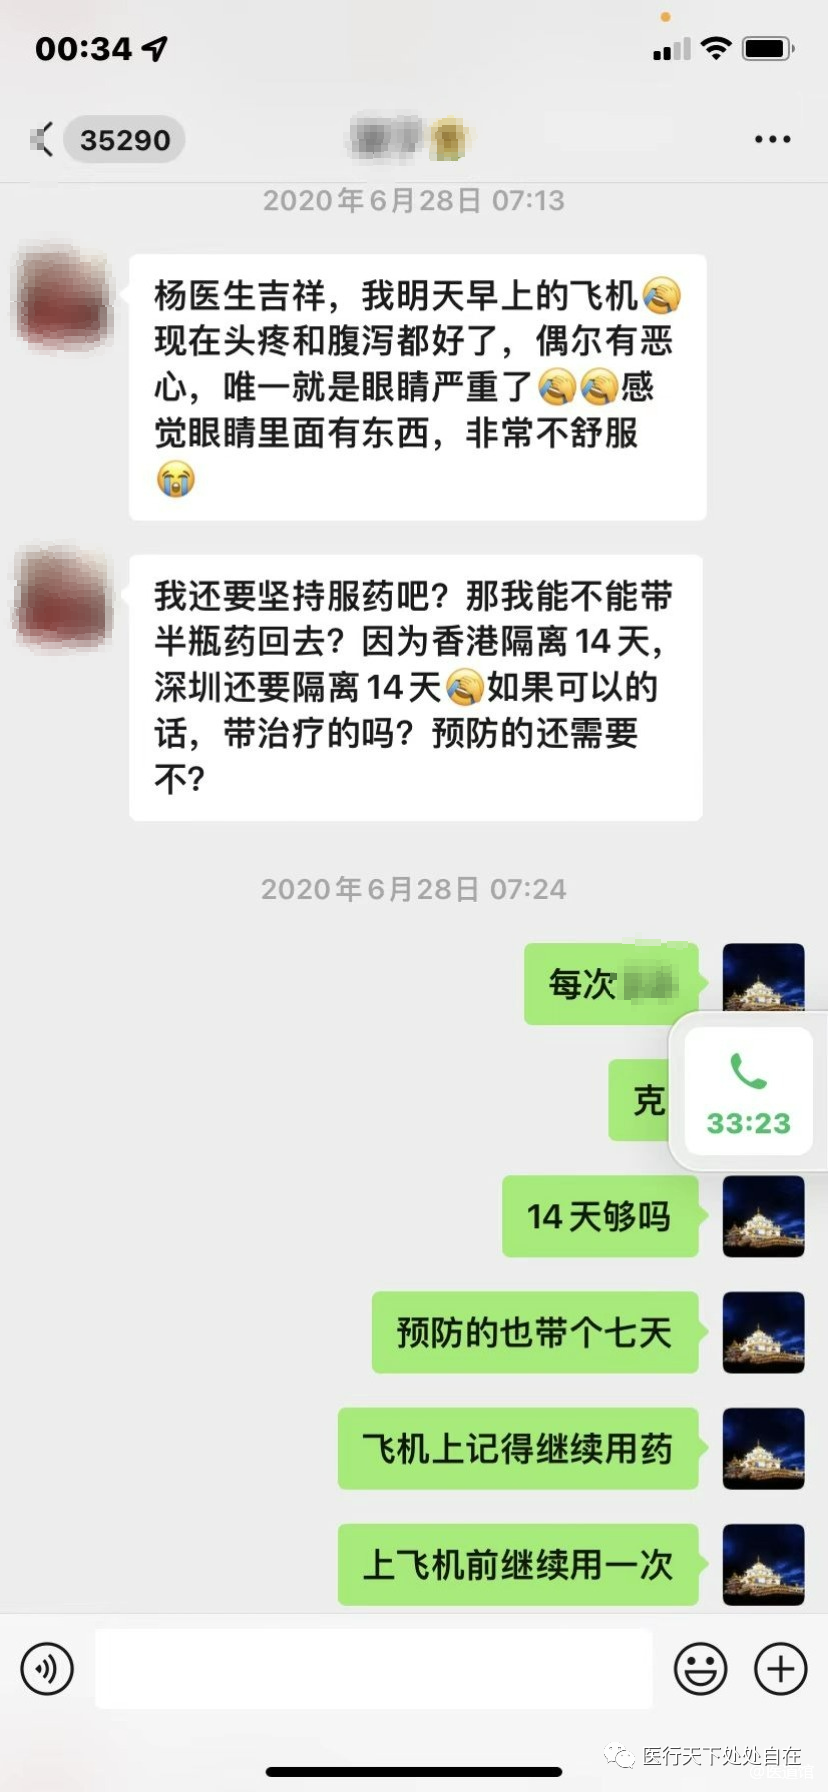 00:34
35290
2020年6月28日 07:13
杨医生吉祥，我明天早上的飞机🤦
现在头疼和腹泻都好了，偶尔有恶
心，唯一就是眼睛严重了🤦🤦感
觉眼睛里面有东西，非常不舒服
😭
我还要坚持服药吧？那我能不能带
半瓶药回去？因为香港隔离14天，
深圳还要隔离14天🤦如果可以的
话，带治疗的吗？预防的还需要
不？
2020年6月28日 07:24
每次
克
33:23
14天够吗
预防的也带个七天
飞机上记得继续用药
上飞机前继续用一次
医行天下处处自在